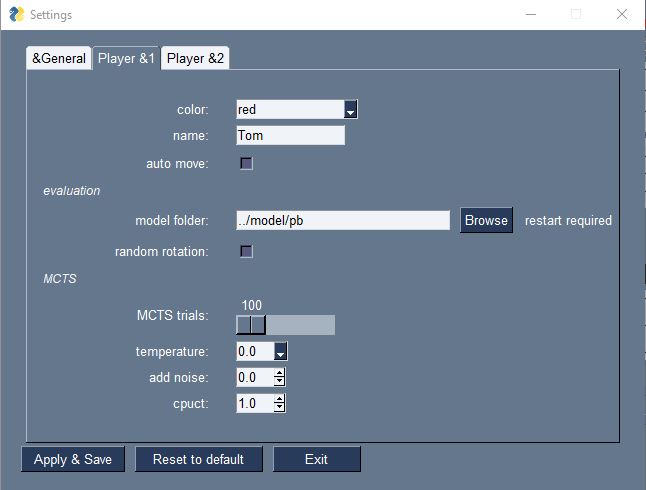 Settings
&General Player &1 Player &2
color: red
name: Tom
auto move:
evaluation
model folder: ../model/pb Browse restart required
random rotation:
MCTS
100
MCTS trials:
temperature: 0.0
add noise: 0.0
cpuct: 1.0
Apply & Save Reset to default Exit